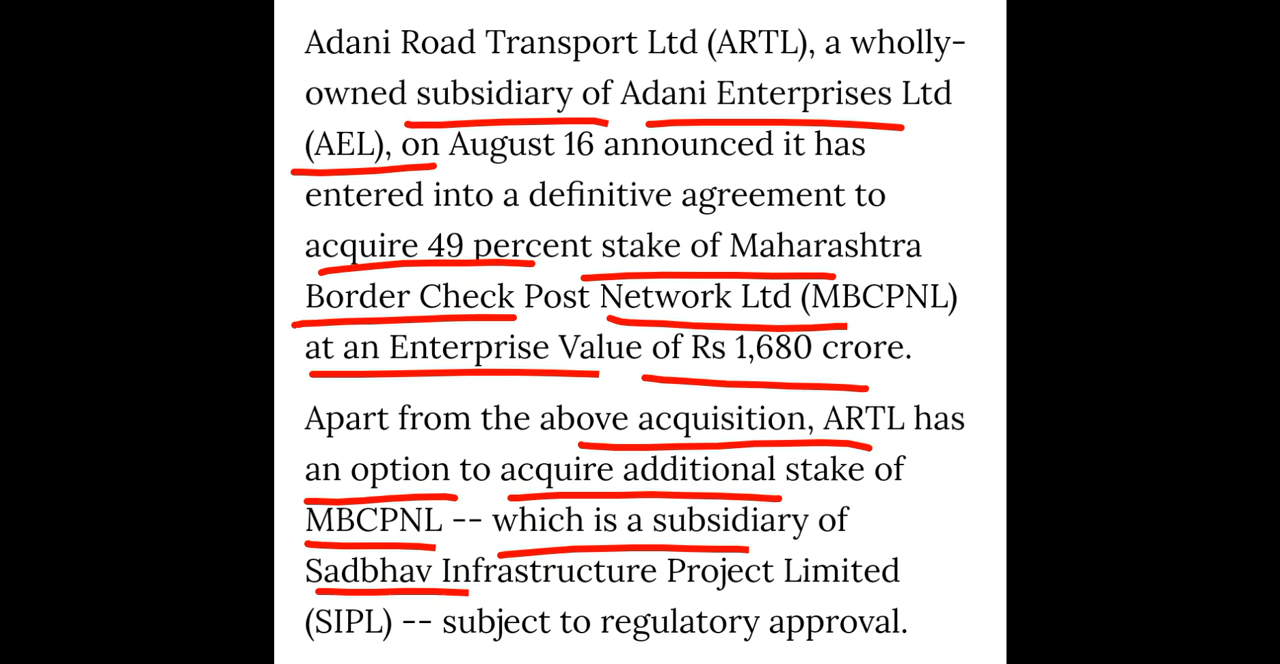 Adani Road Transport Ltd (ARTL), a wholly-
owned subsidiary of Adani Enterprises Ltd
(AEL), on August 16 announced it has
entered into a definitive agreement to
acquire 49 percent stake of Maharashtra
Border Check Post Network Ltd (MBCPNL)
at an Enterprise Value of Rs 1,680 crore.
Apart from the above acquisition, ARTL has
an option to acquire additional stake of
MBCPNL -- which is a subsidiary of
Sadbhav Infrastructure Project Limited
(SIPL) -- subject to regulatory approval.